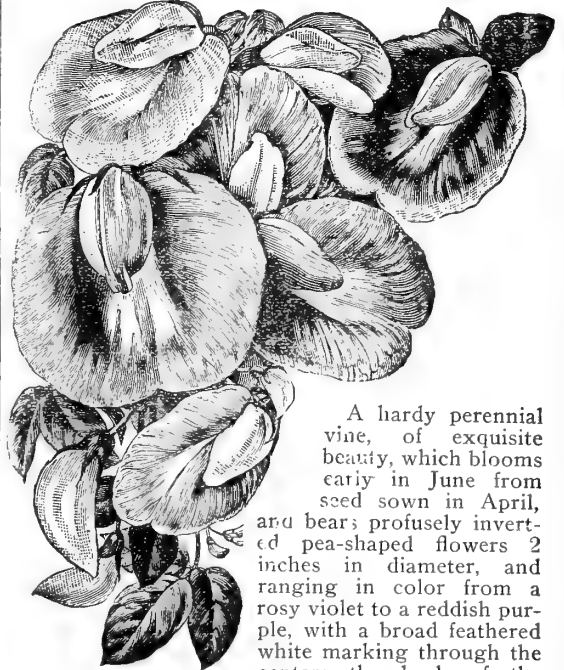 A hardy perennial
vine, of exquisite
beauty, which blooms
early in June from
seed sown in April,
and bears profusely invert-
ed pea-shaped flowers 2
inches in diameter, and
ranging in color from a
rosy violet to a reddish pur-
ple, with a broad feathered
white marking through the